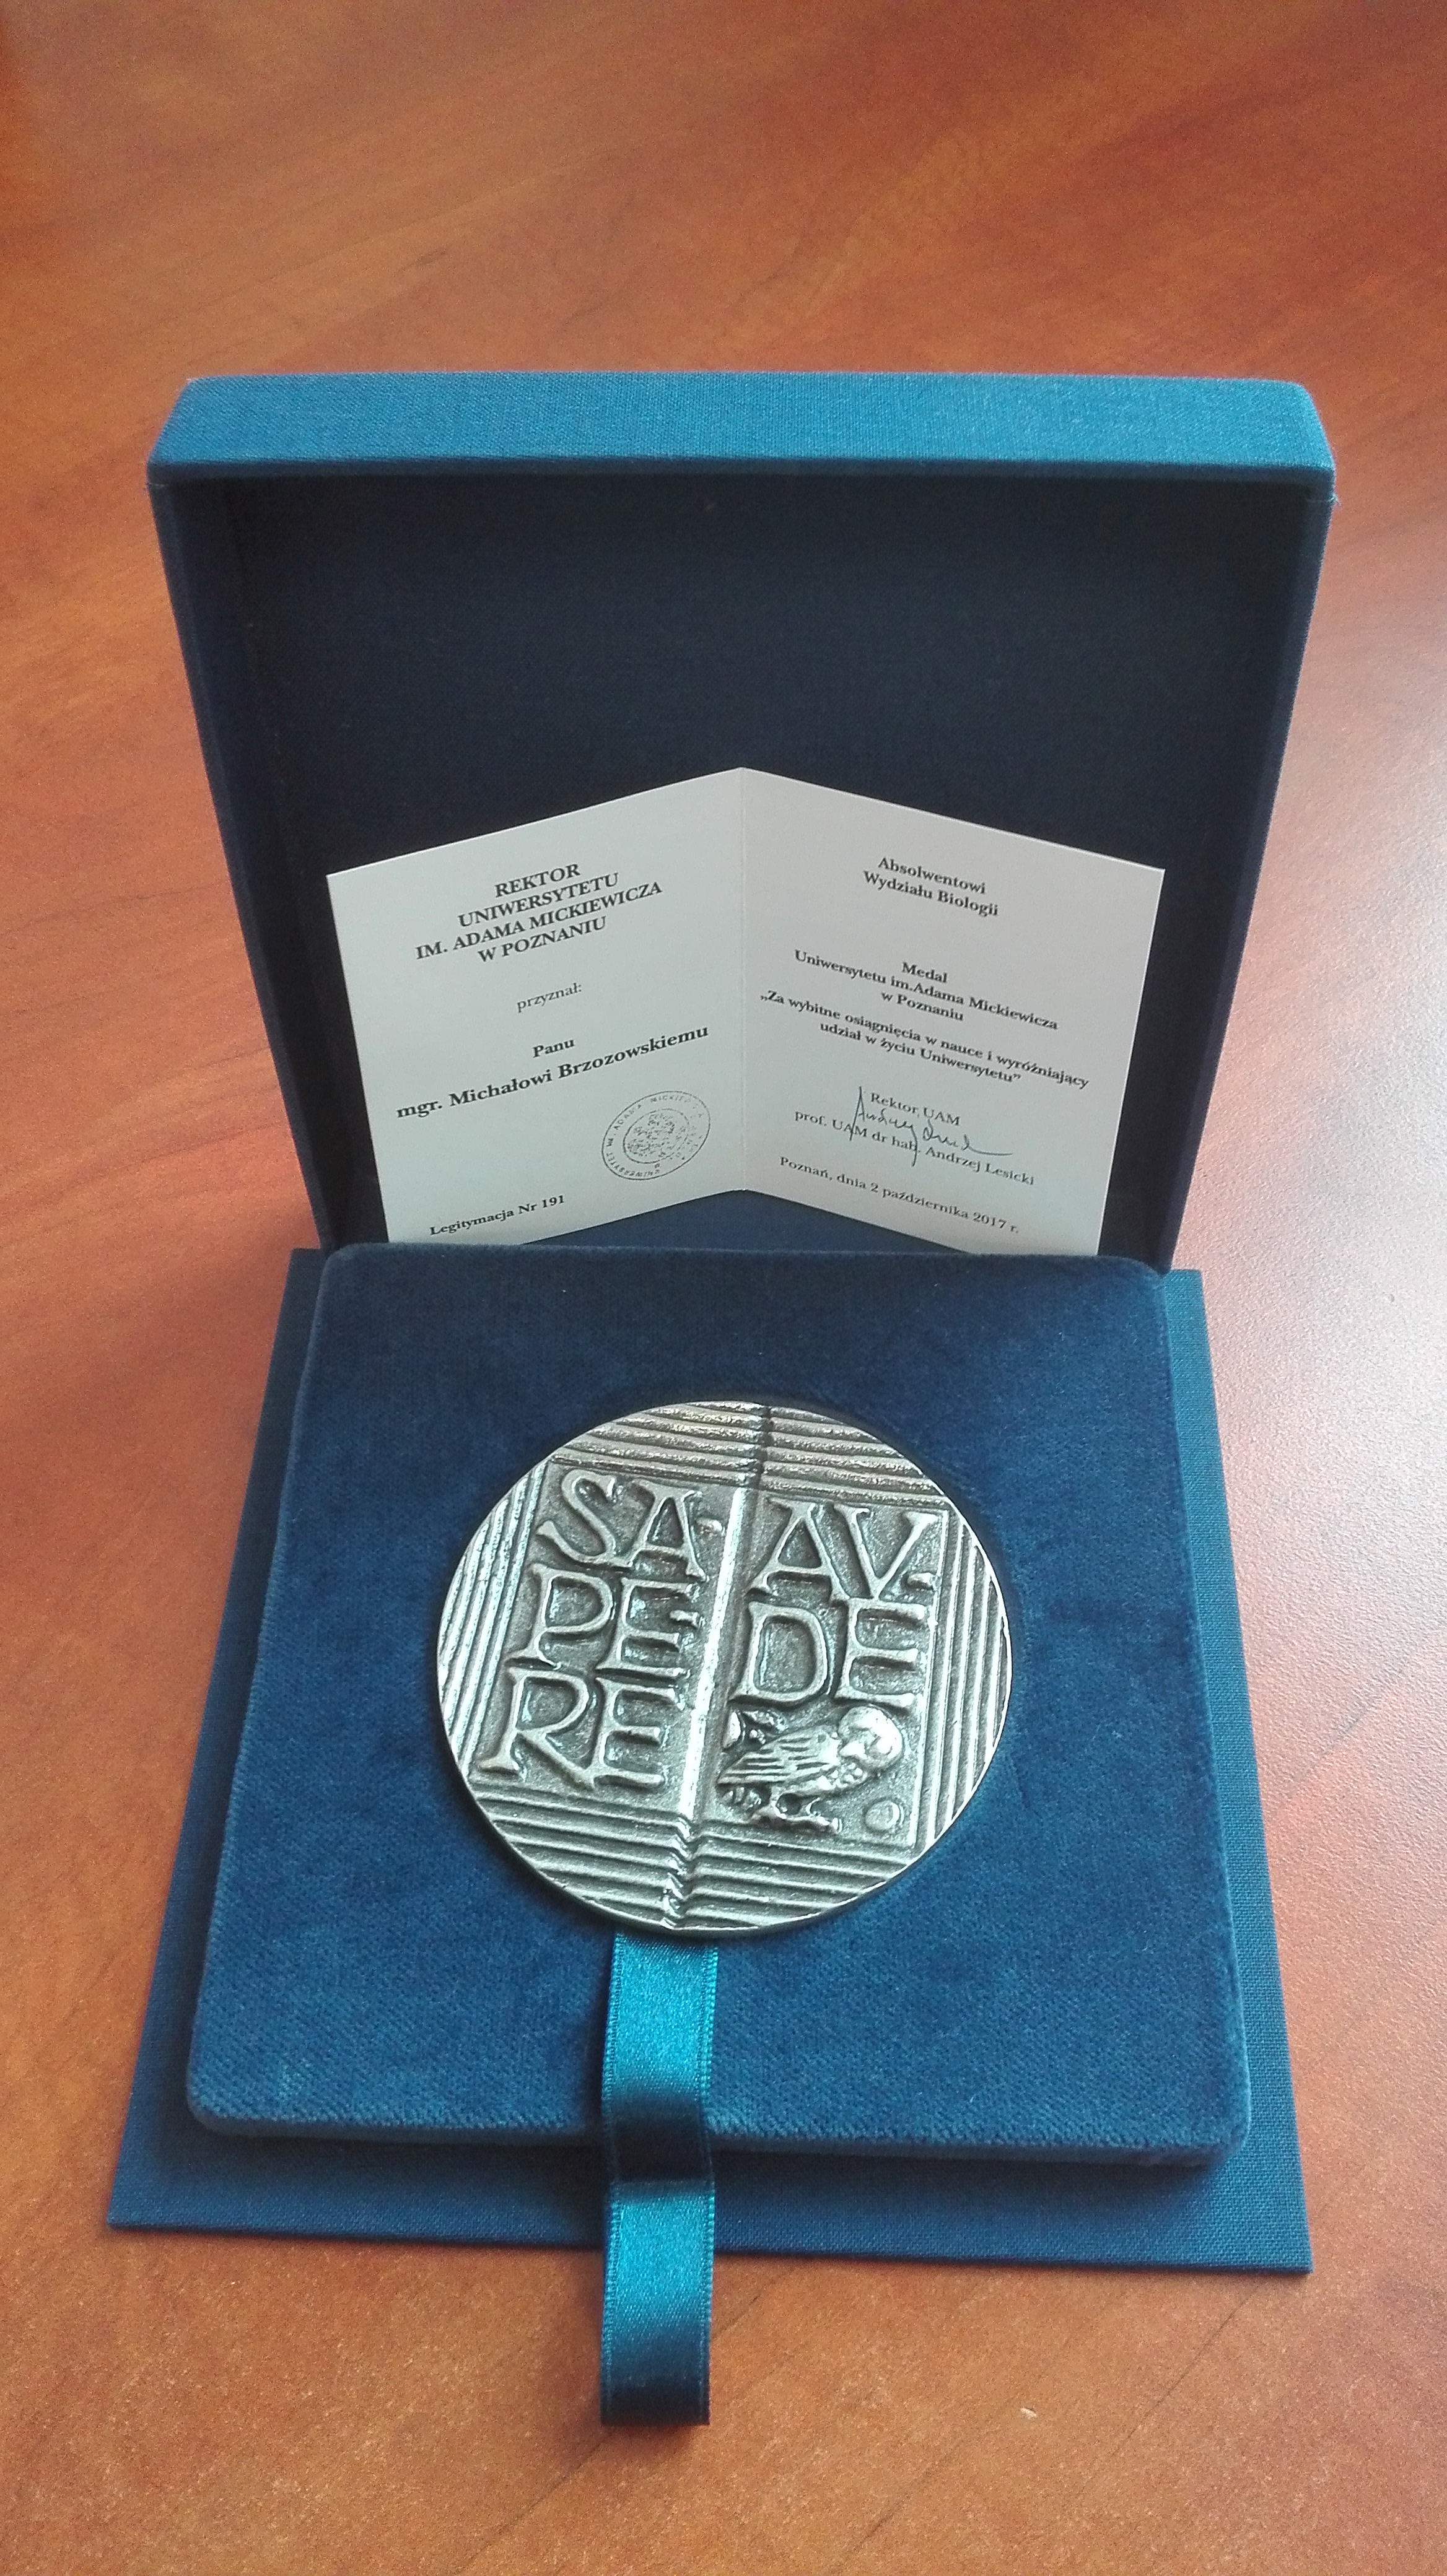 REKTOR
UNIWERSYTETU
IM. ADAMA MICKIEWICZA
W POZNANIU
przyznał:
Panu
mgr. Michałowi Brzozowskiemu
Legitymacja Nr 191
Absolwentowi
Wydziału Biologii
Medal
Uniwersytetu im.Adama Mickiewicza
w Poznaniu
„Za wybitne osiągnięcia w nauce i wyróżniający
udział w życiu Uniwersytetu”
Rektor UAM
prof. UAM dr hab. Andrzej Lesicki
Poznań, dnia 2 października 2017 r.
SA
PE
RE
AV
DE